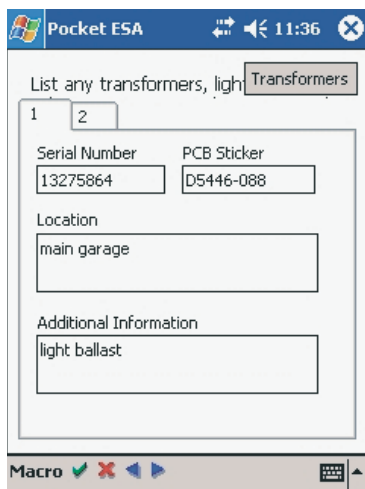 Pocket ESA 11:36
List any transformers, ligh Transformers
1 2
Serial Number PCB Sticker
13275864 D5446-088
Location
main garage
Additional Information
light ballast
Macro